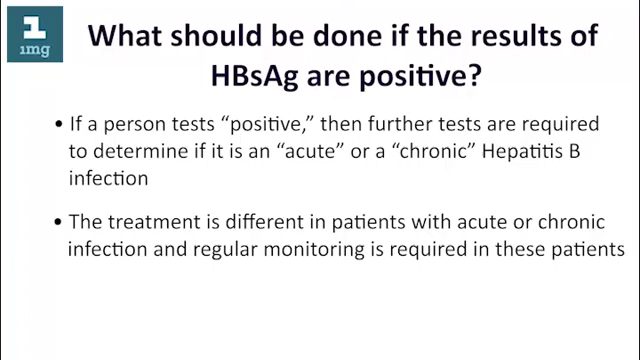 1
1mg
What should be done if the results of
HBsAg are positive?
• If a person tests “positive,” then further tests are required
to determine if it is an “acute” or a “chronic” Hepatitis B
infection
• The treatment is different in patients with acute or chronic
infection and regular monitoring is required in these patients